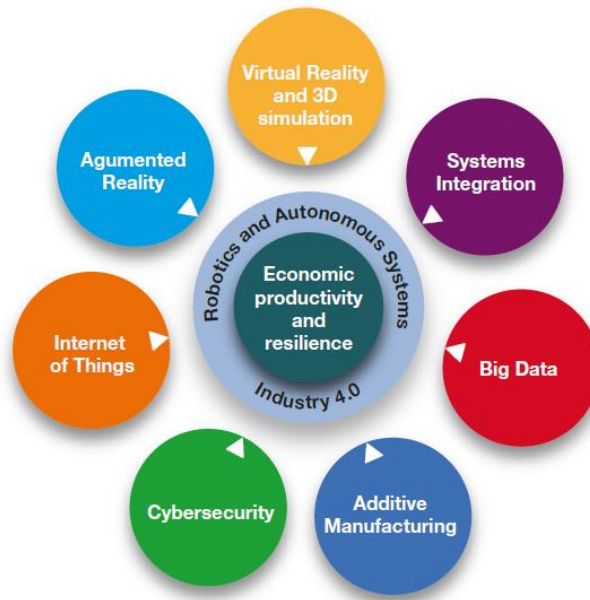 Virtual Reality
and 3D
simulation
Agumented
Reality
Systems
Integration
Robotics and Autonomous Systems
Economic
productivity
and
resilience
Industry 4.0
Internet
of Things
Big Data
Cybersecurity
Additive
Manufacturing